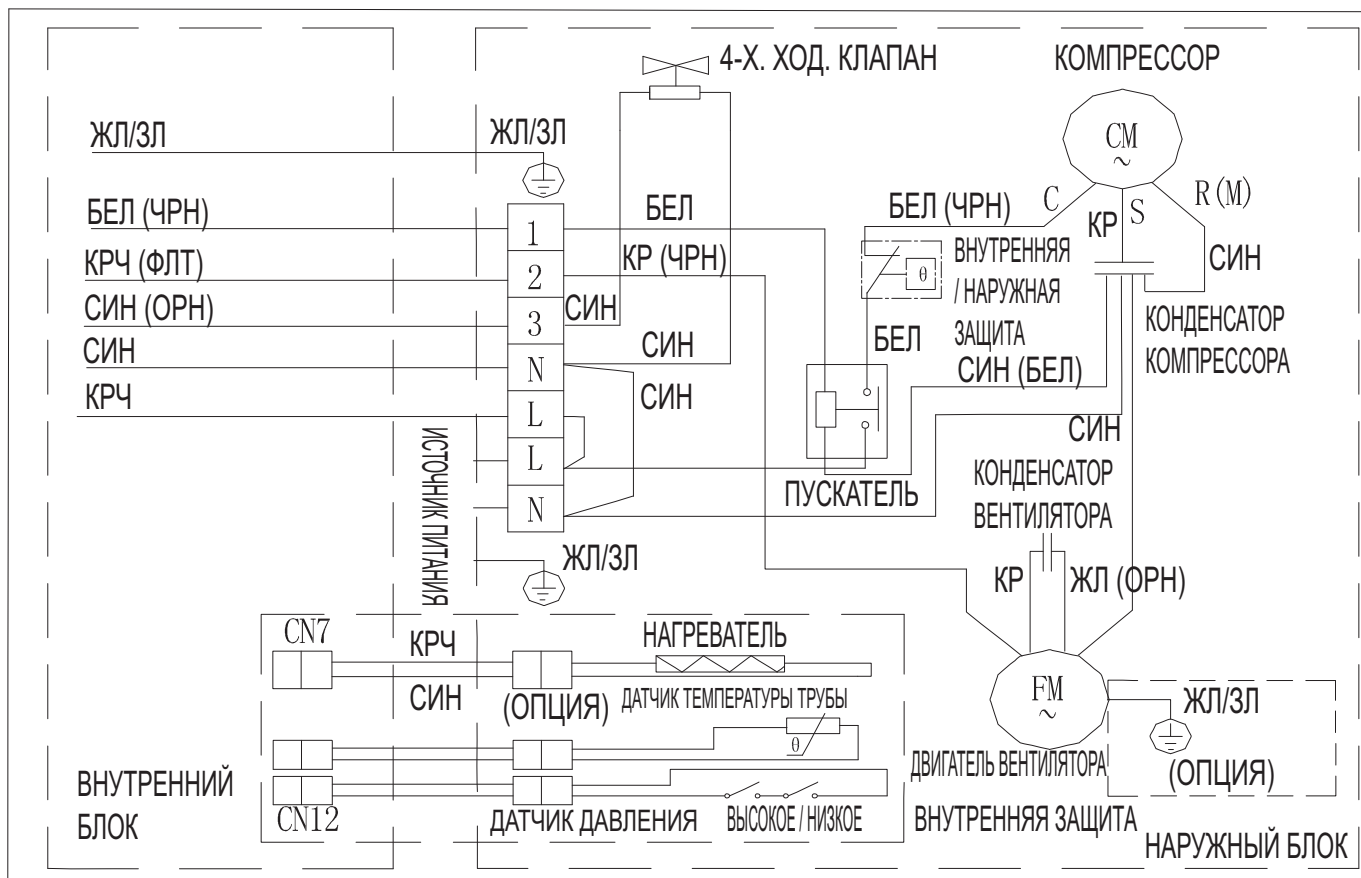 4-Х. ХОД. КЛАПАН
КОМПРЕССОР
ЖЛ/ЗЛ
ЖЛ/ЗЛ
CM
~
C
S
R(M)
БЕЛ (ЧРН)
БЕЛ
БЕЛ (ЧРН)
КР
1
КРЧ (ФЛТ)
2
КР (ЧРН)
ВНУТРЕННЯЯ
/ НАРУЖНАЯ
ЗАЩИТА
θ
СИН
СИН (ОРН)
3
СИН
КОНДЕНСАТОР
КОМПРЕССОРА
СИН
N
СИН
БЕЛ
СИН (БЕЛ)
КРЧ
L
СИН
СИН
L
ИСТОЧНИК ПИТАНИЯ
N
ПУСКАТЕЛЬ
КОНДЕНСАТОР
ВЕНТИЛЯТОРА
ЖЛ/ЗЛ
КР
ЖЛ (ОРН)
CN7
КРЧ
СИН
(ОПЦИЯ)
НАГРЕВАТЕЛЬ
ДАТЧИК ТЕМПЕРАТУРЫ ТРУБЫ
θ
FM
~
ЖЛ/ЗЛ
(ОПЦИЯ)
ДВИГАТЕЛЬ ВЕНТИЛЯТОРА
ВНУТРЕННЯЯ ЗАЩИТА
ВНУТРЕННИЙ
БЛОК
CN12
ДАТЧИК ДАВЛЕНИЯ
ВЫСОКОЕ / НИЗКОЕ
НАРУЖНЫЙ БЛОК